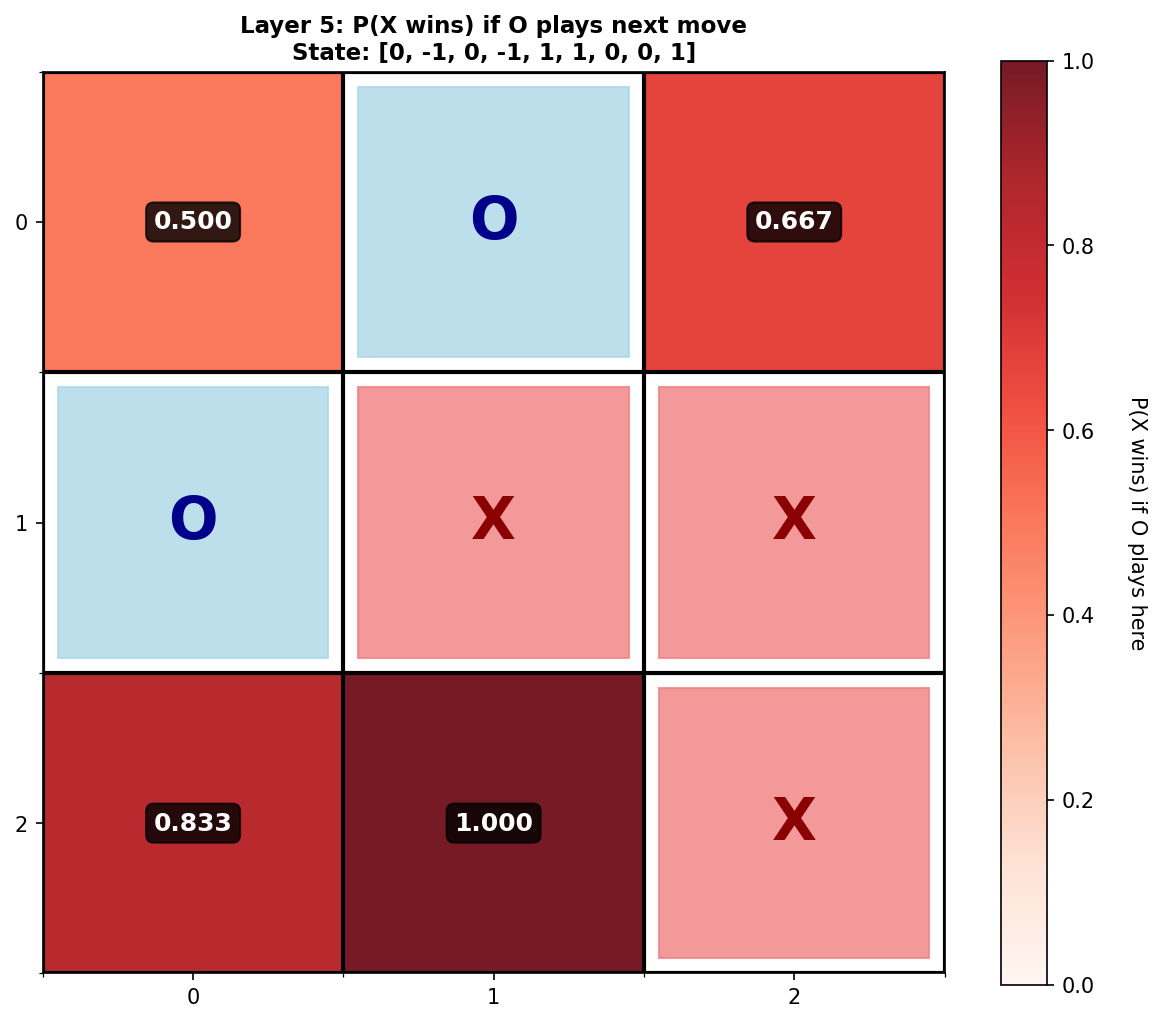 Layer 5: P(X wins) if O plays next move
State: [0, -1, 0, -1, 1, 1, 0, 0, 1]
0.500
O
0.667
O
X
X
0.833
1.000
X
0
1
2
0
1
2
1.0
0.8
0.6
0.4
0.2
0.0
P(X wins) if O plays here